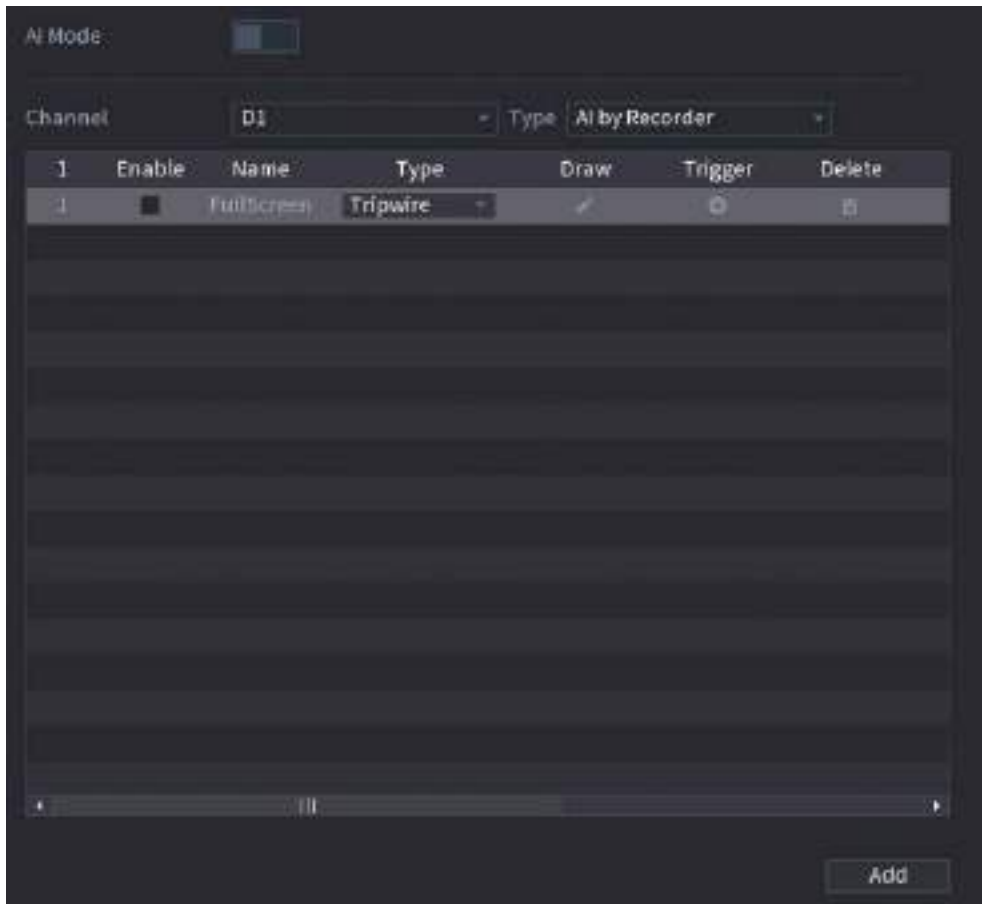 AI Mode
Channel D1 Type AI by Recorder
1 Enable Name Type Draw Trigger Delete
1 FullScreen Tripwire
Add